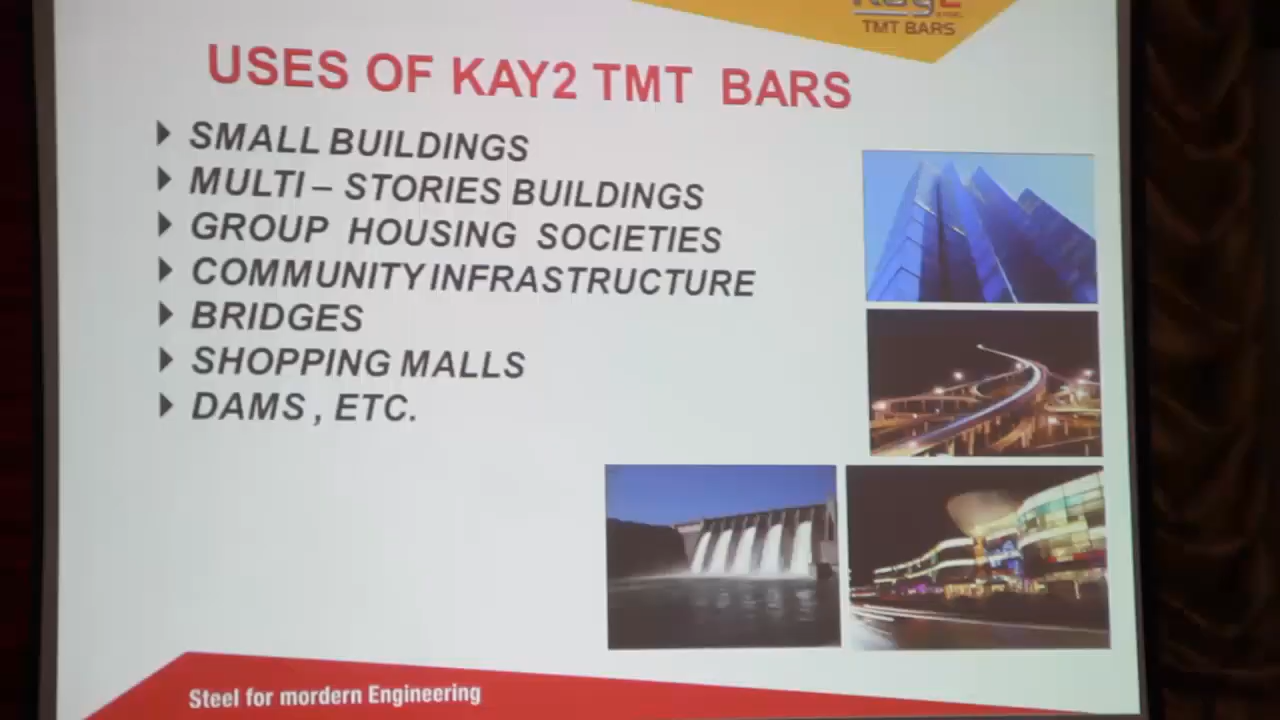 TMT BARS
USES OF KAY2 TMT BARS
SMALL BUILDINGS
MULTI – STORIES BUILDINGS
GROUP HOUSING SOCIETIES
COMMUNITY INFRASTRUCTURE
BRIDGES
SHOPPING MALLS
DAMS , ETC.
Steel for mordern Engineering